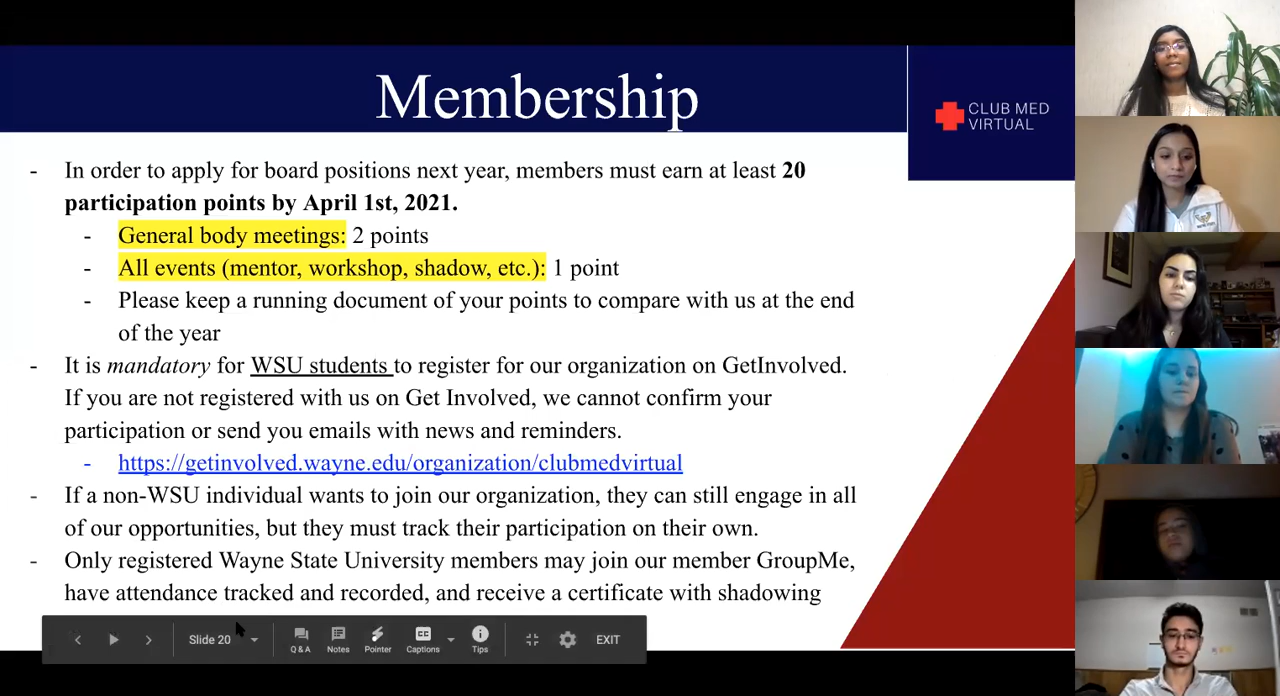 Membership
CLUB MED
VIRTUAL
- In order to apply for board positions next year, members must earn at least 20
participation points by April 1st, 2021.
- General body meetings: 2 points
- All events (mentor, workshop, shadow, etc.): 1 point
- Please keep a running document of your points to compare with us at the end
of the year
- It is mandatory for WSU students to register for our organization on GetInvolved.
If you are not registered with us on Get Involved, we cannot confirm your
participation or send you emails with news and reminders.
- https://getinvolved.wayne.edu/organization/clubmedvirtual
- If a non-WSU individual wants to join our organization, they can still engage in all
of our opportunities, but they must track their participation on their own.
- Only registered Wayne State University members may join our member GroupMe,
have attendance tracked and recorded, and receive a certificate with shadowing
Slide 20
Q & A
Notes
Pointer
CC
Captions
Tips
EXIT